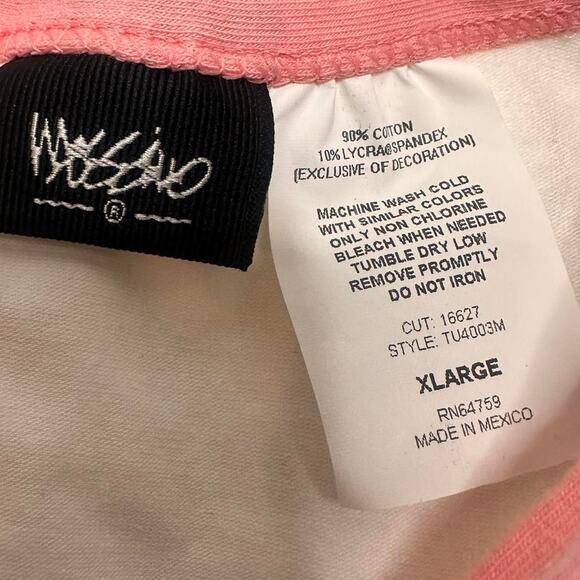 Mossimo
®
90% COTTON
10% LYCRA®SPANDEX
(EXCLUSIVE OF DECORATION)
MACHINE WASH COLD
WITH SIMILAR COLORS
ONLY NON CHLORINE
BLEACH WHEN NEEDED
TUMBLE DRY LOW
REMOVE PROMPTLY
DO NOT IRON
CUT: 16627
STYLE: TU4003M
XLARGE
RN64759
MADE IN MEXICO